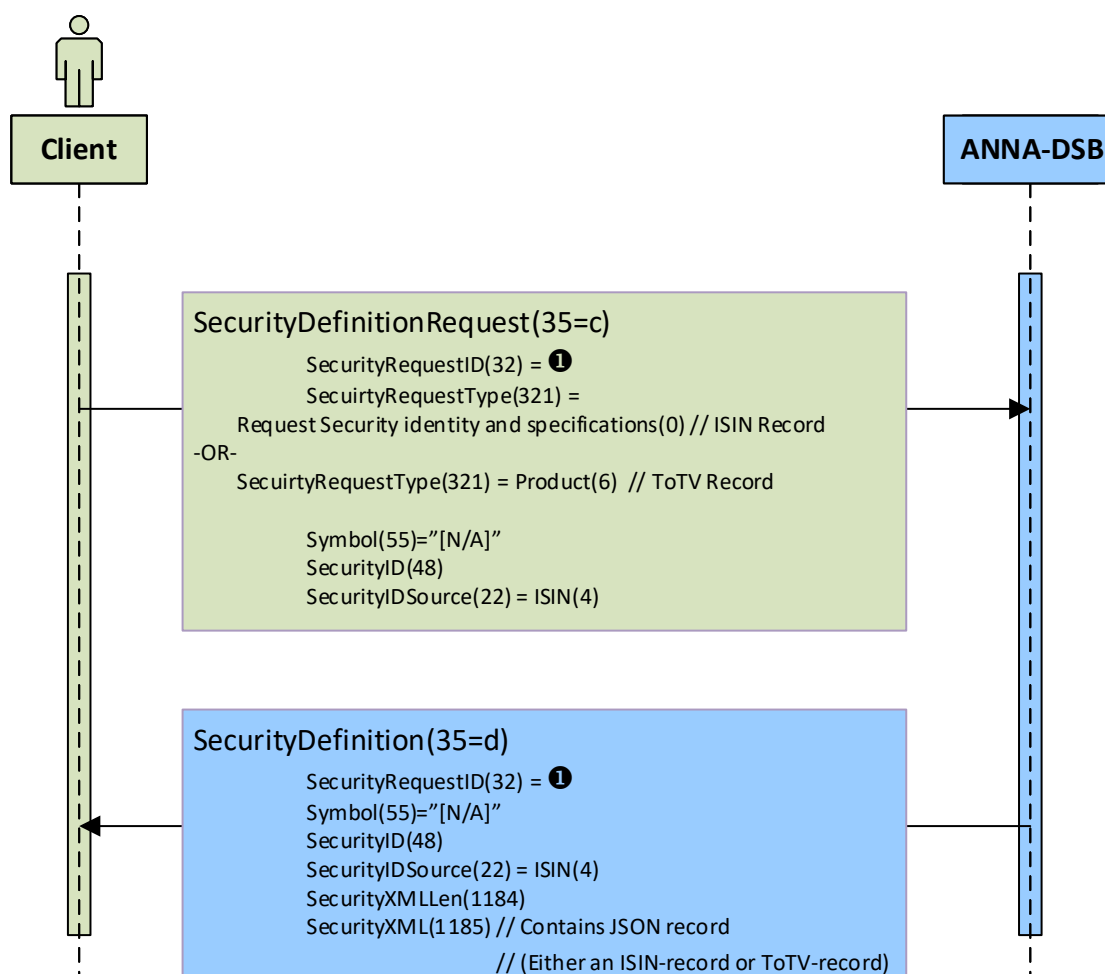 Client
ANNA-DSB
SecurityDefinitionRequest(35=c)
SecurityRequestID(32) = ❶
SecuirtyRequestType(321) =
Request Security identity and specifications(0) // ISIN Record
-OR-
SecuirtyRequestType(321) = Product(6) // ToTV Record
Symbol(55)=”[N/A]”
SecurityID(48)
SecurityIDSource(22) = ISIN(4)
SecurityDefinition(35=d)
SecurityRequestID(32) = ❶
Symbol(55)=”[N/A]”
SecurityID(48)
SecurityIDSource(22) = ISIN(4)
SecurityXMLLen(1184)
SecurityXML(1185) // Contains JSON record
// (Either an ISIN-record or ToTV-record)